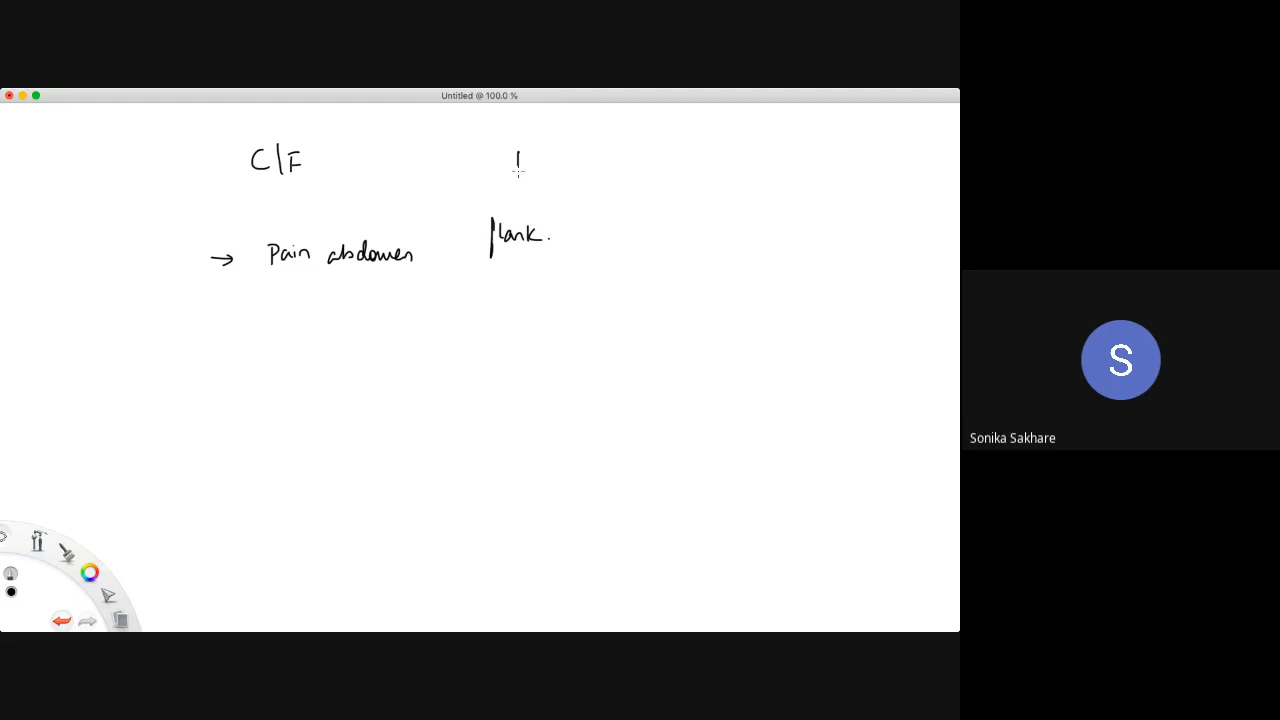 Untitled @ 100.0 %
C/F
flank.
→ Pain abdomen
S
Sonika Sakhare